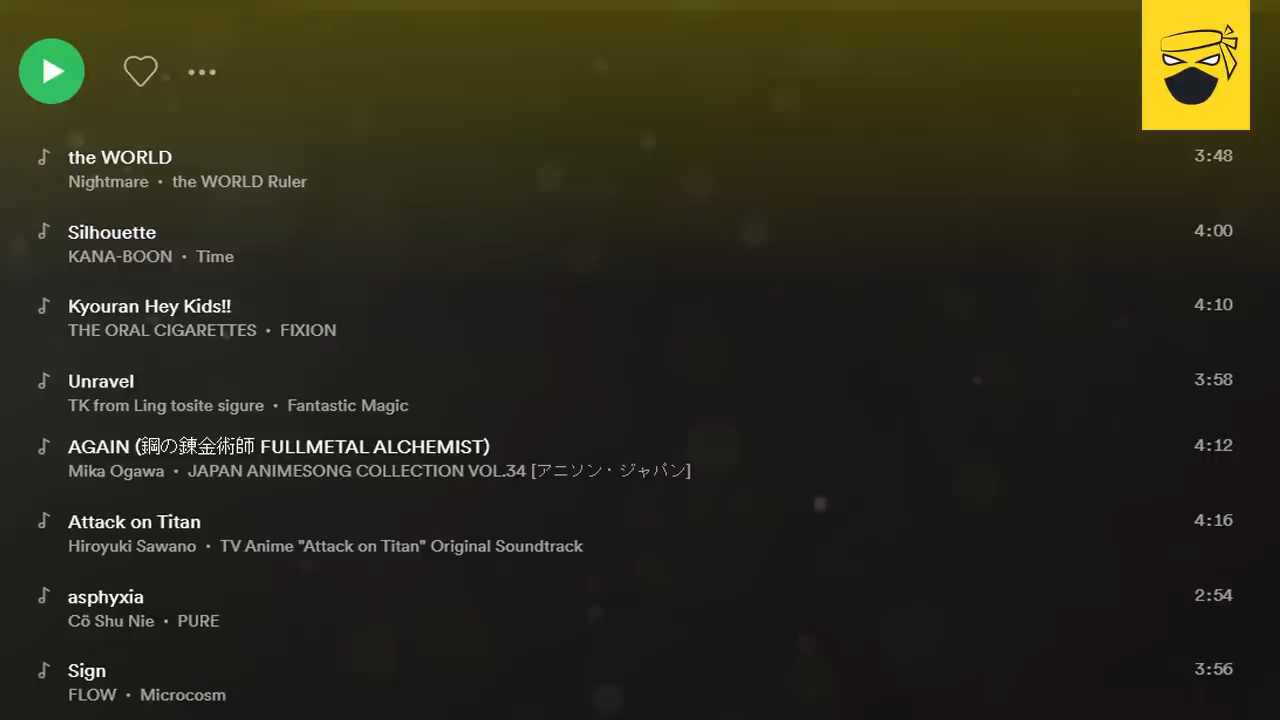 the WORLD
3:48
Nightmare • the WORLD Ruler
Silhouette
4:00
KANA-BOON • Time
Kyouran Hey Kids!!
4:10
THE ORAL CIGARETTES • FIXION
Unravel
3:58
TK from Ling tosite sigure • Fantastic Magic
AGAIN (鋼の錬金術師 FULLMETAL ALCHEMIST)
4:12
Mika Ogawa • JAPAN ANIMESONG COLLECTION VOL.34 [アニソン・ジャパン]
Attack on Titan
4:16
Hiroyuki Sawano • TV Anime "Attack on Titan" Original Soundtrack
asphyxia
2:54
Cö Shu Nie • PURE
Sign
3:56
FLOW • Microcosm